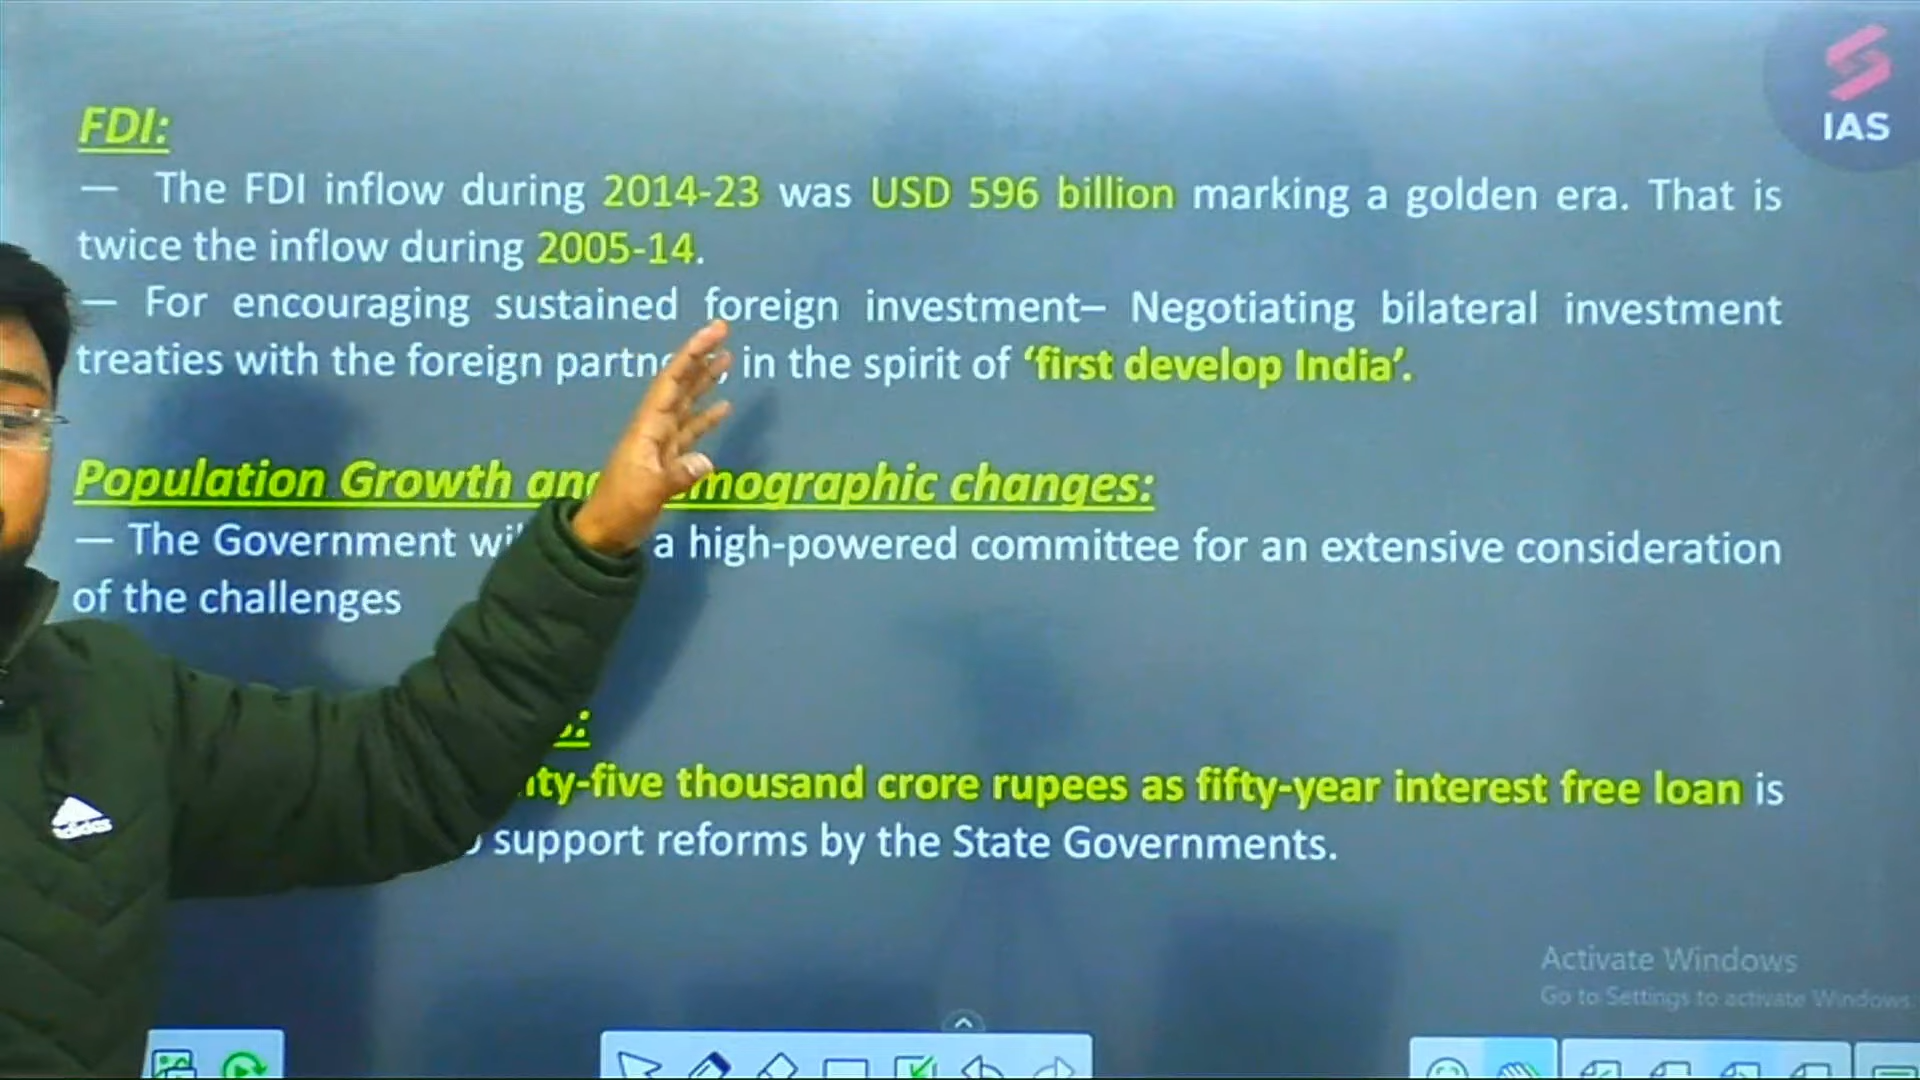 IAS
FDI:
— The FDI inflow during 2014-23 was USD 596 billion marking a golden era. That is
twice the inflow during 2005-14.
— For encouraging sustained foreign investment– Negotiating bilateral investment
treaties with the foreign in the spirit of ‘first develop India’.
Population Growth changes:
— The Government a high-powered committee for an extensive consideration
of the challenges
thousand crore rupees as fifty-year interest free loan is
support reforms by the State Governments.
adidas
Activate Windows
Go to Settings to activate Windows